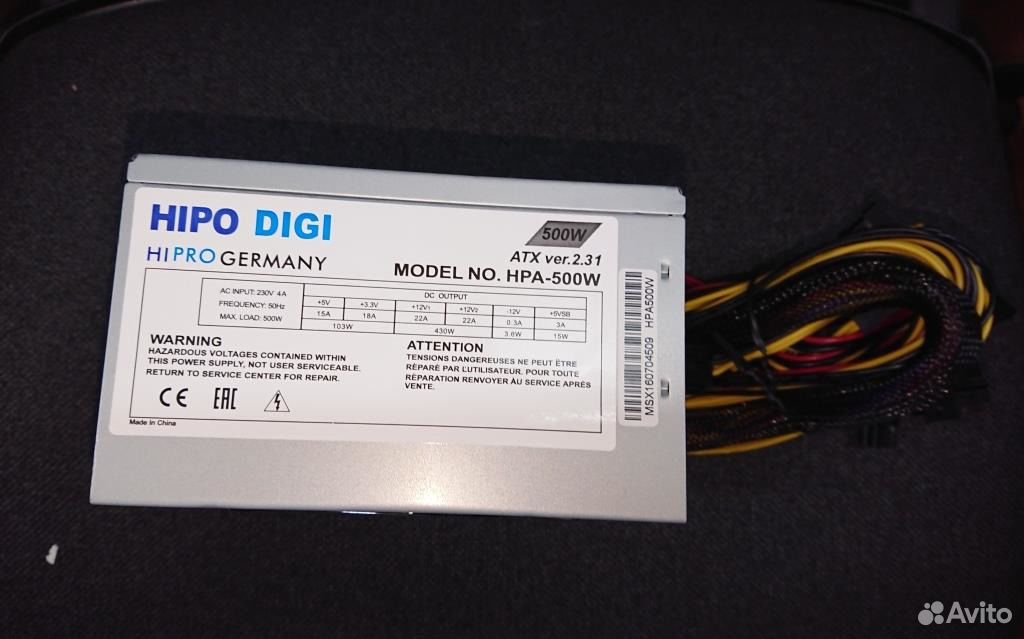 HIPO DIGI
HIPRO GERMANY
500W
ATX ver.2.31
MODEL NO. HPA-500W
AC INPUT: 230V 4A
FREQUENCY: 50Hz
MAX. LOAD: 500W
DC OUTPUT
+5V +3.3V +12V1 +12V2 -12V +5VSB
15A 18A 22A 22A 0.3A 3A
103W 430W 3.6W 15W
WARNING
HAZARDOUS VOLTAGES CONTAINED WITHIN
THIS POWER SUPPLY, NOT USER SERVICEABLE.
RETURN TO SERVICE CENTER FOR REPAIR.
ATTENTION
TENSIONS DANGEREUSES NE PEUT ÊTRE
RÉPARÉ PAR L'UTILISATEUR. POUR TOUTE
RÉPARATION RENVOYER AU SERVICE APRÉS
VENTE.
CE EAC
Made In China
MSX160704509 HPA500W
Avito